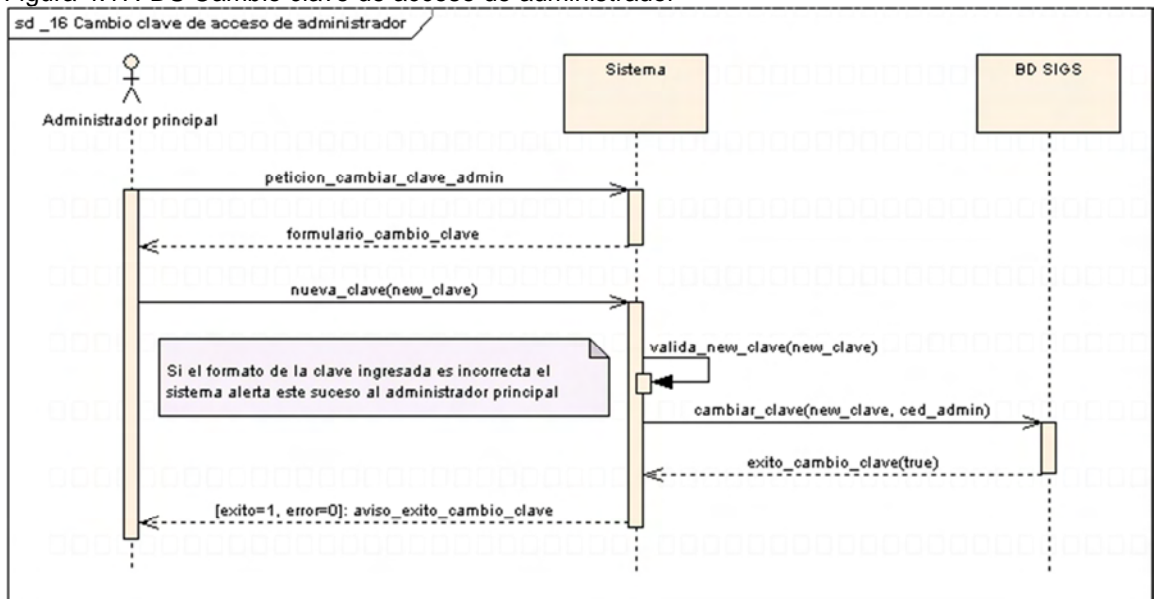 sd _16 Cambio clave de acceso de administrador
Sistema
BD SIGS
Administrador principal
peticion_cambiar_clave_admin
formulario_cambio_clave
nueva_clave(new_clave)
valida_new_clave(new_clave)
Si el formato de la clave ingresada es incorrecta el
sistema alerta este suceso al administrador principal
cambiar_clave(new_clave, ced_admin)
exito_cambio_clave(true)
[exito=1, error=0]: aviso_exito_cambio_clave